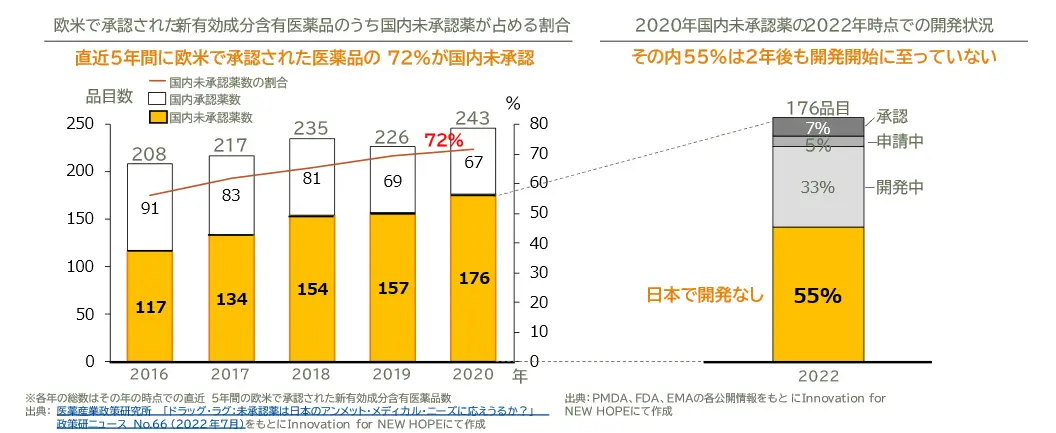 欧米で承認された新有効成分含有医薬品のうち国内未承認薬が占める割合
直近5年間に欧米で承認された医薬品の 72%が国内未承認
国内未承認薬数の割合
国内承認薬数
国内未承認薬数
品目数
%
250
200
150
100
50
0
80
70
60
50
40
30
20
10
0
208
217
235
226
243
72%
91
83
81
69
67
117
134
154
157
176
2016
2017
2018
2019
2020
年
※各年の総数はその年の時点での直近 5年間の欧米で承認された新有効成分含有医薬品数
出典: 医薬産業政策研究所 「ドラッグ・ラグ:未承認薬は日本のアンメット・メディカル・ニーズに応えうるか?」
政策研ニュース No.66 (2022年7月)をもとにInnovation for NEW HOPEにて作成
2020年国内未承認薬の2022年時点での開発状況
その内55%は2年後も開発開始に至っていない
176品目
7%
承認
5%
申請中
33%
開発中
日本で開発なし
55%
2022
出典: PMDA、FDA、EMAの各公開情報をもとにInnovation for
NEW HOPEにて作成